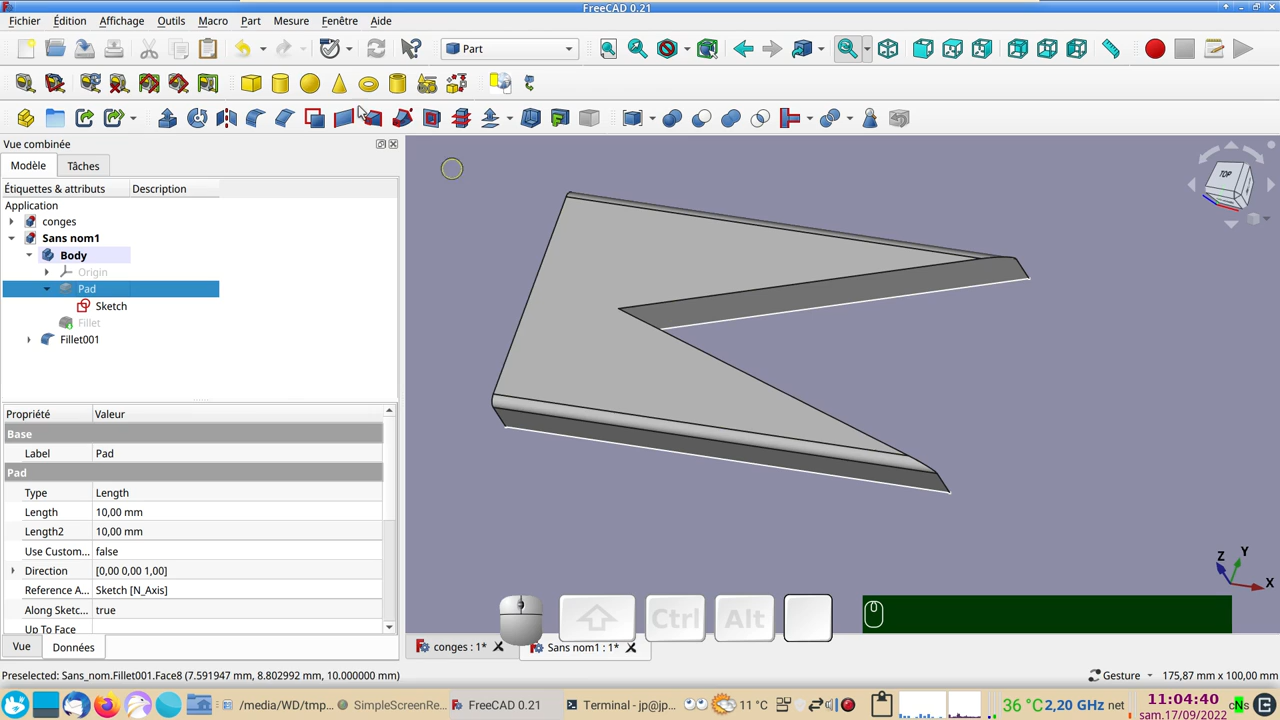 FreeCAD 0.21
Fichier Édition Affichage Outils Macro Part Mesure Fenêtre Aide
Part
Vue combinée
Modèle Tâches
Étiquettes & attributs Description
Application
conges
Sans nom1
Body
Origin
Pad
Sketch
Fillet
Fillet001
Propriété Valeur
Base
Label Pad
Pad
Type Length
Length 10,00 mm
Length2 10,00 mm
Use Custom... false
Direction [0,00 0,00 1,00]
Reference A... Sketch [N_Axis]
Along Sketc... true
Up To Face
Vue Données
TOP
Z Y X
Ctrl Alt
conges : 1* Sans nom1 : 1*
Preselected: Sans_nom.Fillet001.Face8 (7.591947 mm, 8.802992 mm, 10.000000 mm) Gesture 175,87 mm x 100,00 mm
/media/WD/tmp... SimpleScreenRe... FreeCAD 0.21 Terminal - jp@jp... 11 °C 36 °C 2,20 GHz net 11:04:40 cNs
sam.17/09/2022